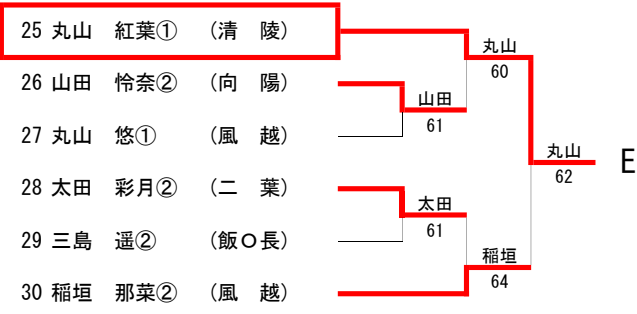 25 丸山　紅葉①　（清　陵）
丸山
60
26 山田　怜奈②　（向　陽）
山田
61
27 丸山　悠①　（風　越）
丸山
62
E
28 太田　彩月②　（二　葉）
太田
61
29 三島　遥②　（飯O長）
稲垣
64
30 稲垣　那菜②　（風　越）